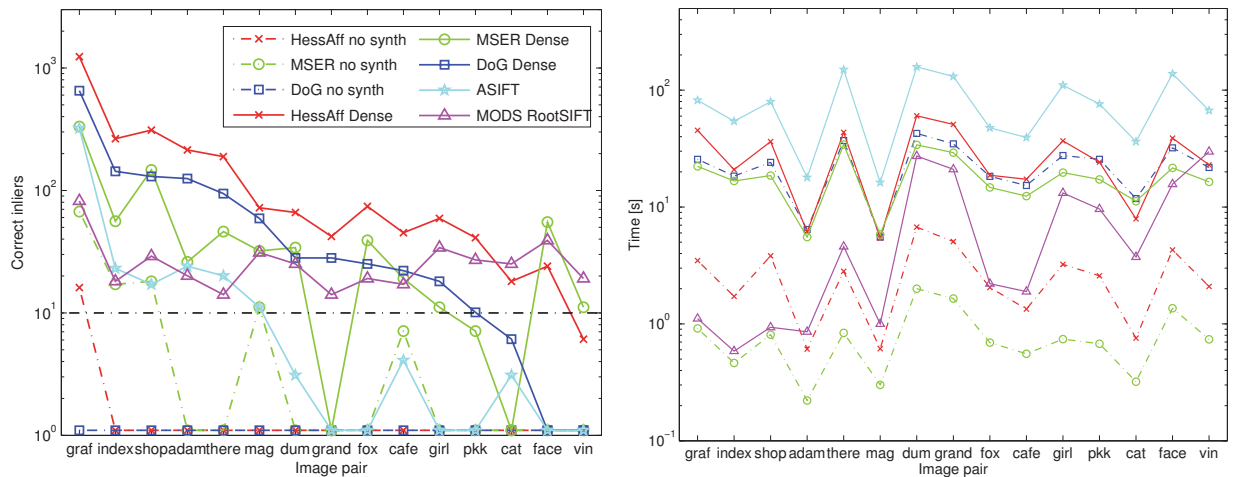 10^3
10^2
10^1
10^0
Correct inliers
HessAff no synth
MSER no synth
DoG no synth
HessAff Dense
MSER Dense
DoG Dense
ASIFT
MODS RootSIFT
graf index shop adam there mag dum grand fox cafe girl pkk cat face vin
Image pair
10^2
10^1
10^0
10^−1
Time [s]
graf index shop adam there mag dum grand fox cafe girl pkk cat face vin
Image pair